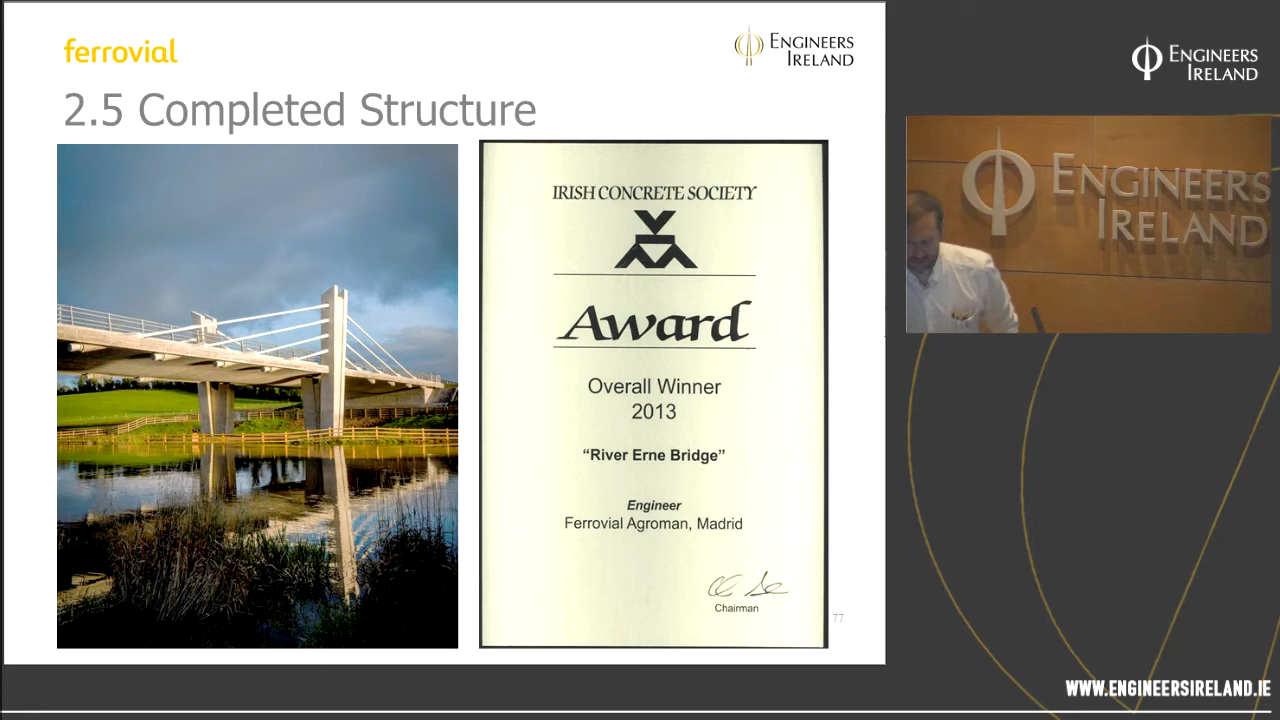 ferrovial
ENGINEERS
IRELAND
2.5 Completed Structure
IRISH CONCRETE SOCIETY
Award
Overall Winner
2013
“River Erne Bridge”
Engineer
Ferrovial Agroman, Madrid
Chairman
77
ENGINEERS
IRELAND
ENGINEERS
IRELAND
WWW.ENGINEERSIRELAND.IE